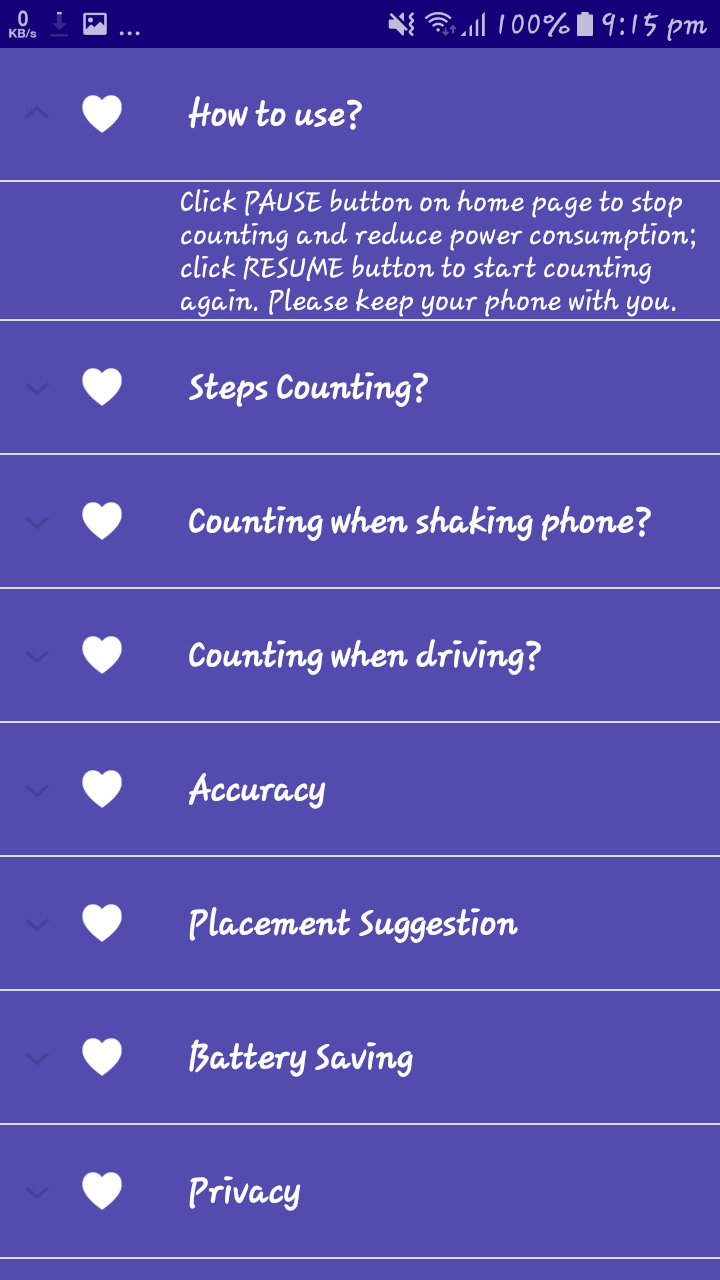 0
KB/s
... 100% 9:15 pm
How to use?
Click PAUSE button on home page to stop
counting and reduce power consumption;
click RESUME button to start counting
again. Please keep your phone with you.
Steps Counting?
Counting when shaking phone?
Counting when driving?
Accuracy
Placement Suggestion
Battery Saving
Privacy